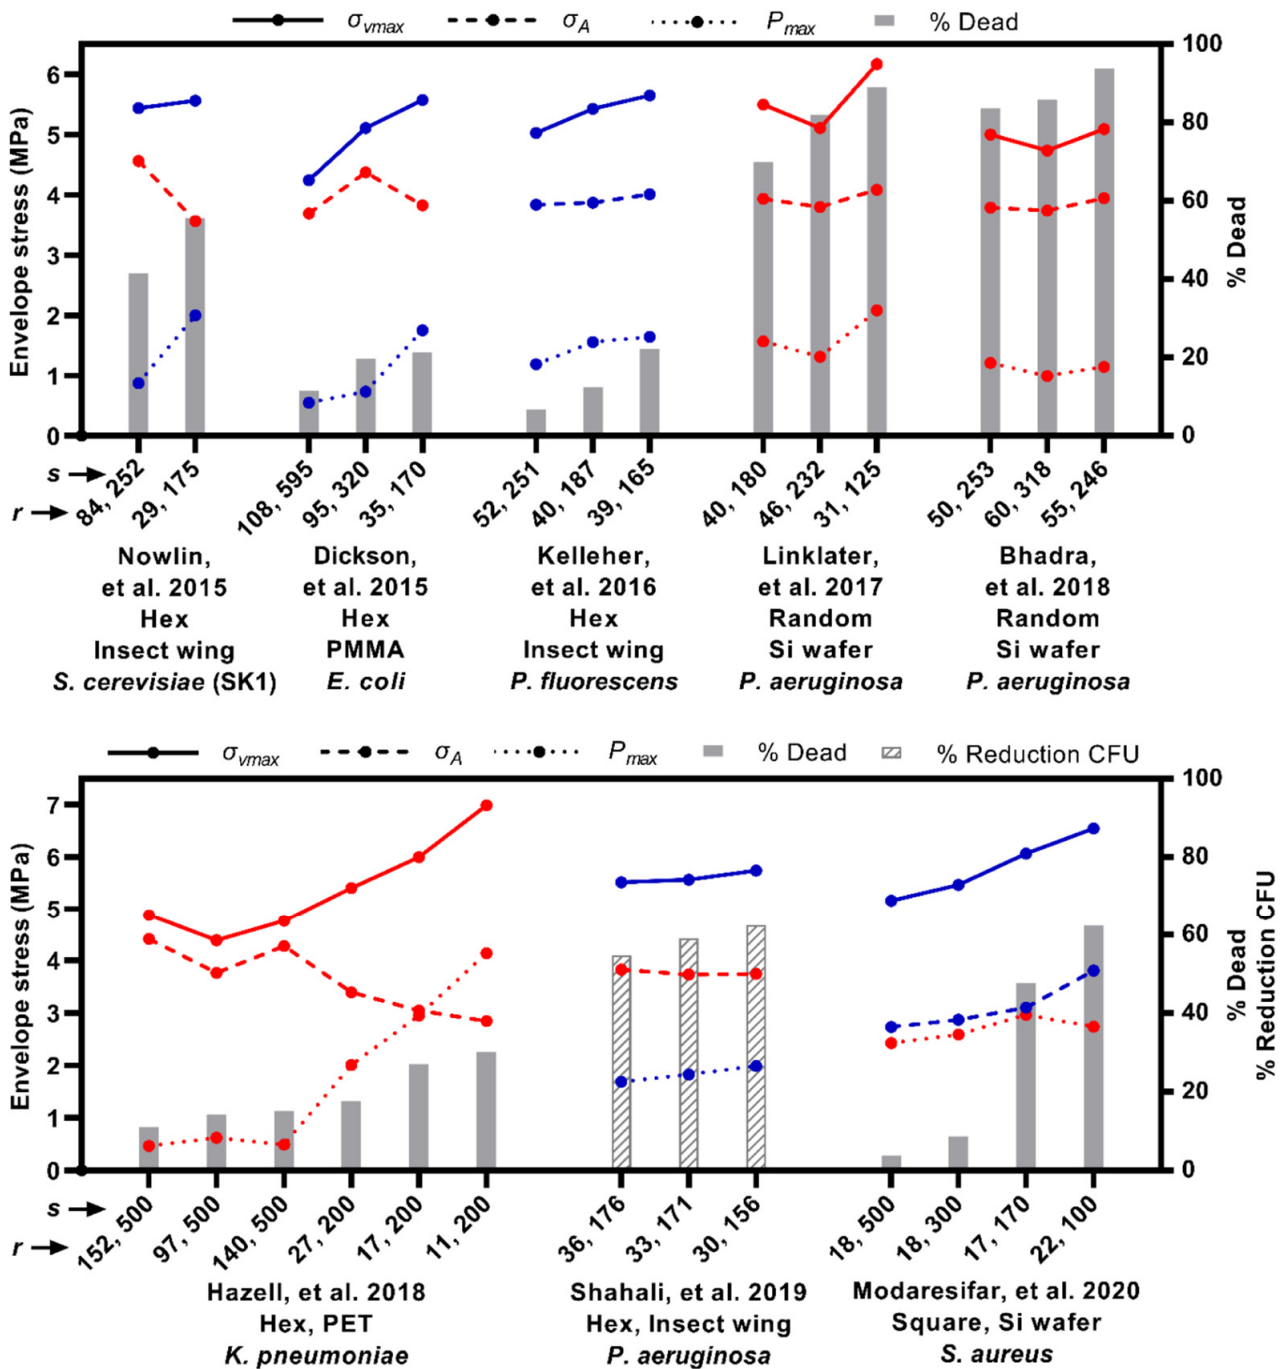 σvmax σA Pmax % Dead
Envelope stress (MPa)
6
5
4
3
2
1
0
100
80
60
40
20
0
% Dead
s →
r →
84, 252
29, 175
108, 595
95, 320
35, 170
52, 251
40, 187
39, 165
40, 180
46, 232
31, 125
50, 253
60, 318
55, 246
Nowlin,
et al. 2015
Hex
Insect wing
S. cerevisiae (SK1)
Dickson,
et al. 2015
Hex
PMMA
E. coli
Kelleher,
et al. 2016
Hex
Insect wing
P. fluorescens
Linklater,
et al. 2017
Random
Si wafer
P. aeruginosa
Bhadra,
et al. 2018
Random
Si wafer
P. aeruginosa
σvmax σA Pmax % Dead % Reduction CFU
Envelope stress (MPa)
7
6
5
4
3
2
1
0
100
80
60
40
20
0
% Dead
% Reduction CFU
s →
r →
152, 500
97, 500
140, 500
27, 200
17, 200
11, 200
36, 176
33, 171
30, 156
18, 500
18, 300
17, 170
22, 100
Hazell, et al. 2018
Hex, PET
K. pneumoniae
Shahali, et al. 2019
Hex, Insect wing
P. aeruginosa
Modaresifar, et al. 2020
Square, Si wafer
S. aureus